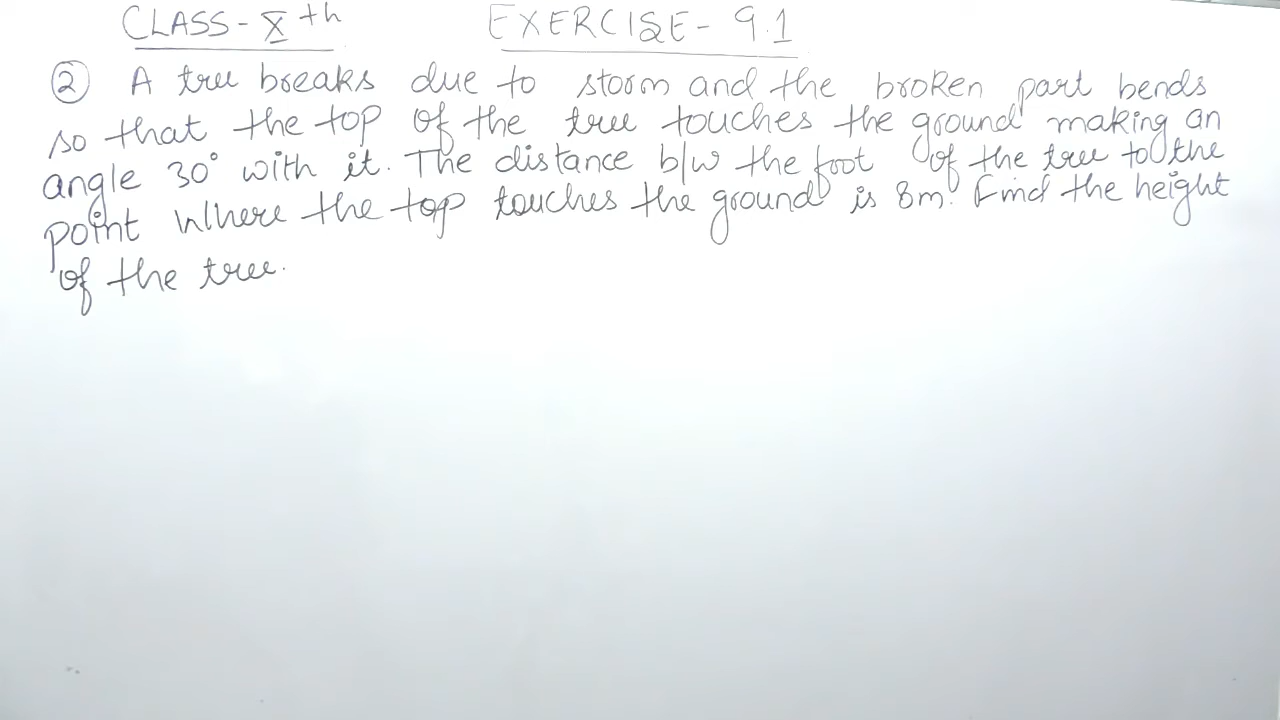 CLASS - Xth EXERCISE - 9.1
② A tree breaks due to storm and the broken part bends
so that the top of the tree touches the ground making an
angle 30° with it. The distance b/w the foot of the tree to the
point where the top touches the ground is 8m. Find the height
of the tree.